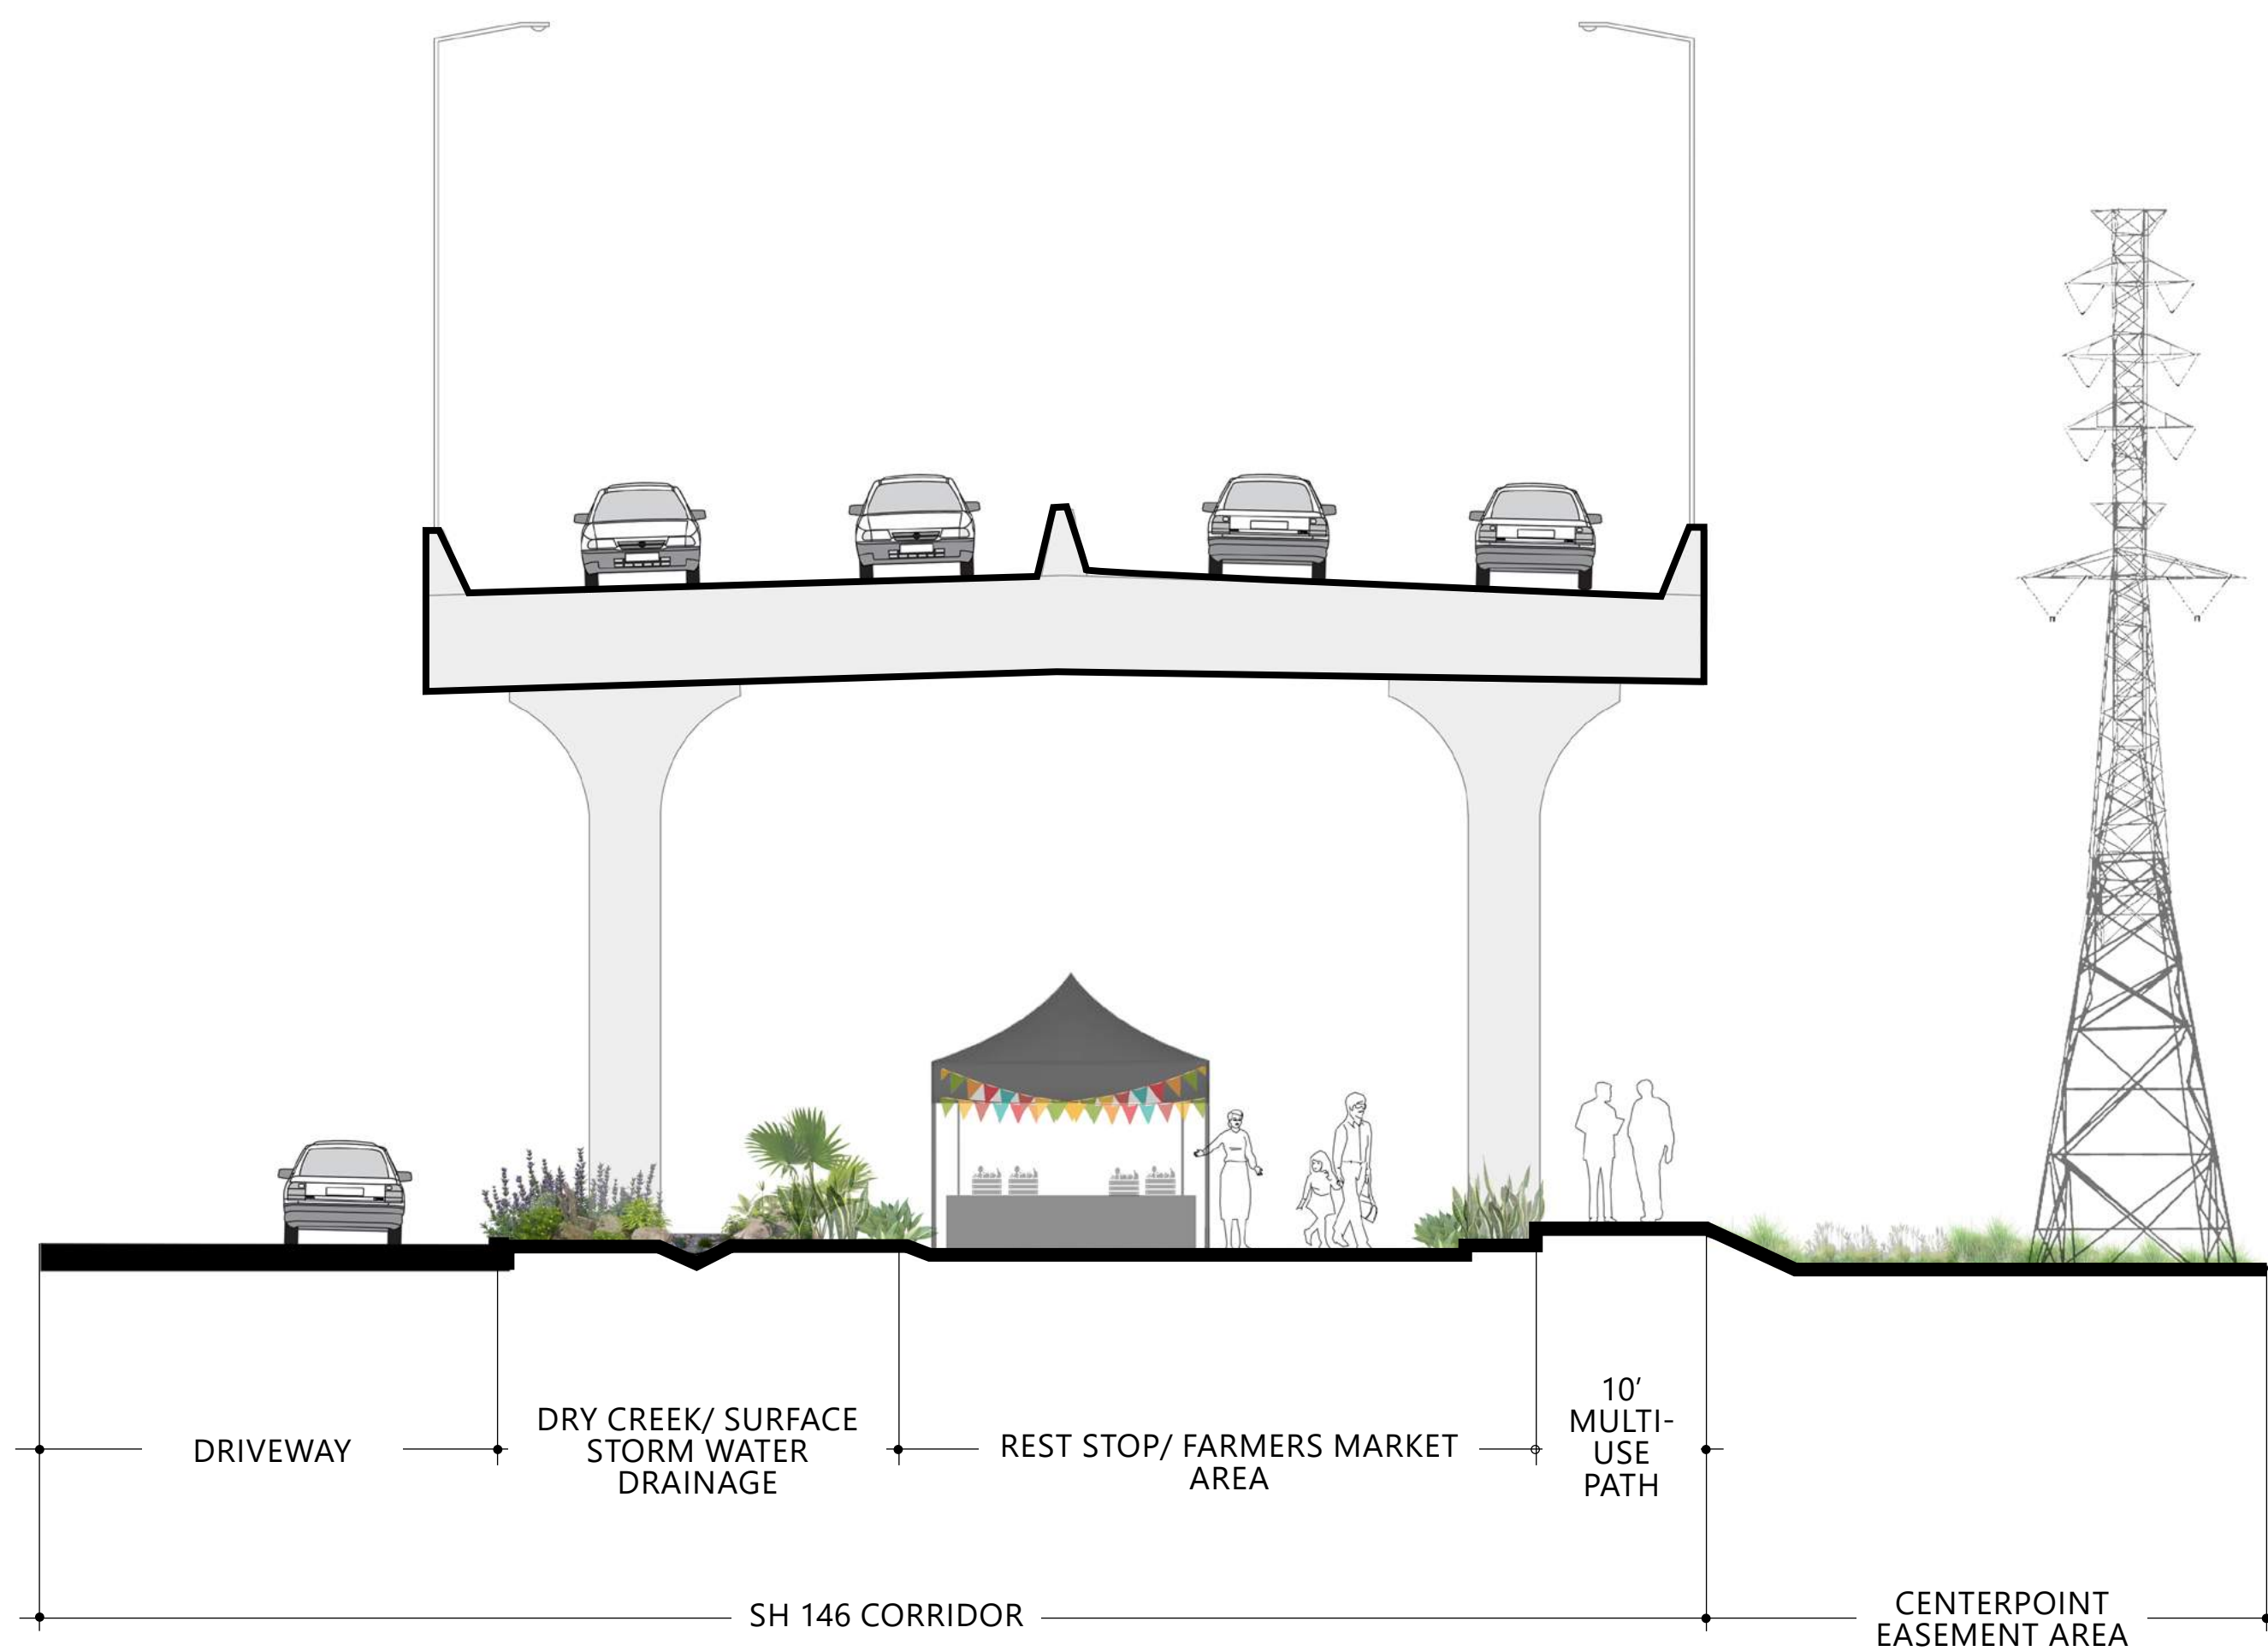 DRIVEWAY
DRY CREEK/ SURFACE
STORM WATER
DRAINAGE
REST STOP/ FARMERS MARKET
AREA
10’
MULTI-
USE
PATH
SH 146 CORRIDOR
CENTERPOINT
EASEMENT AREA